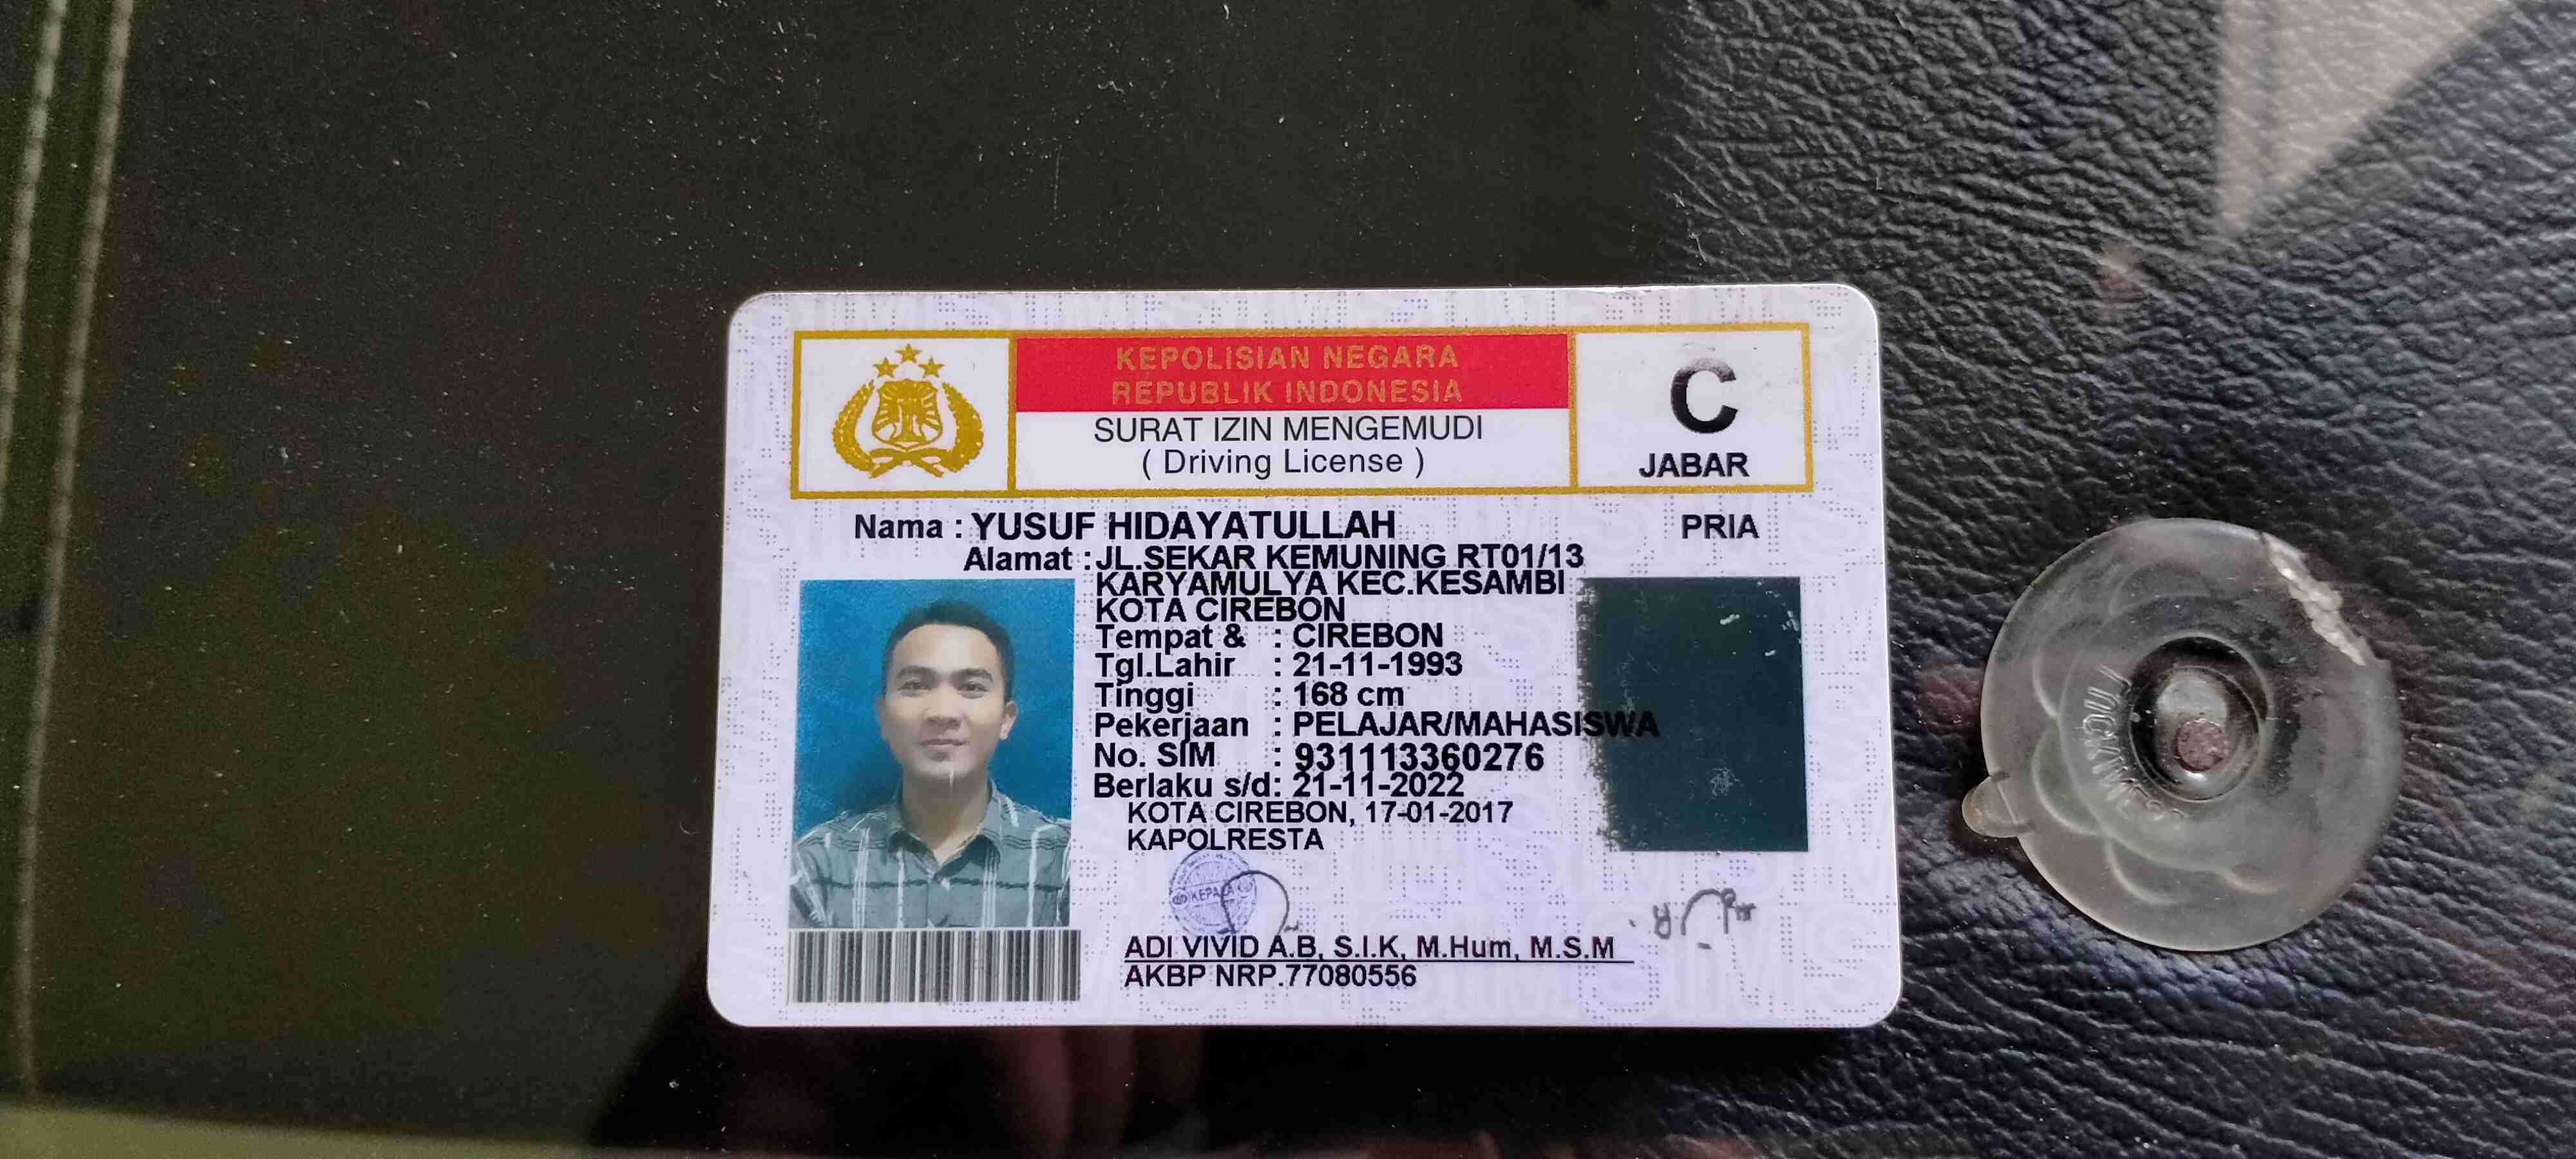 KEPOLISIAN NEGARA
REPUBLIK INDONESIA
SURAT IZIN MENGEMUDI
( Driving License )
C
JABAR
Nama : YUSUF HIDAYATULLAH
PRIA
Alamat : JL.SEKAR KEMUNING RT01/13
KARYAMULYA KEC.KESAMBI
KOTA CIREBON
Tempat & : CIREBON
Tgl.Lahir : 21-11-1993
Tinggi : 168 cm
Pekerjaan : PELAJAR/MAHASISWA
No. SIM : 931113360276
Berlaku s/d: 21-11-2022
KOTA CIREBON, 17-01-2017
KAPOLRESTA
KEPALA
ADI VIVID A.B, S.I.K, M.Hum, M.S.M
AKBP NRP.77080556